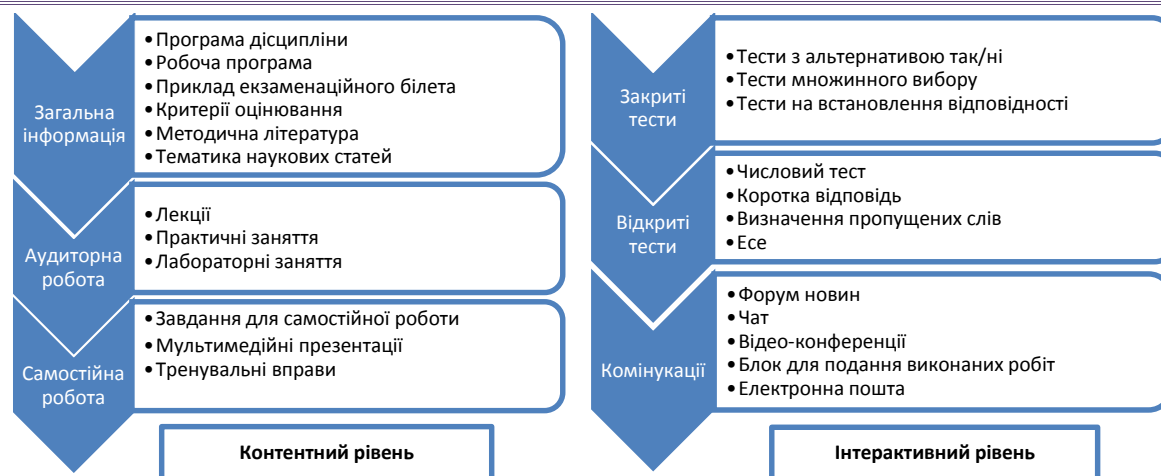 Загальна
інформація
•Програма дісципліни
•Робоча програма
•Приклад екзаменаційного білета
•Критерії оцінювання
•Методична література
•Тематика наукових статей
Аудиторна
робота
•Лекції
•Практичні заняття
•Лабораторні заняття
Самостійна
робота
•Завдання для самостійної роботи
•Мультимедійні презентації
•Тренувальні вправи
Контентний рівень
Закриті
тести
•Тести з альтернативою так/ні
•Тести множинного вибору
•Тести на встановлення відповідності
Відкриті
тести
•Числовий тест
•Коротка відповідь
•Визначення пропущених слів
•Есе
Комінукації
•Форум новин
•Чат
•Відео-конференції
•Блок для подання виконаних робіт
•Електронна пошта
Інтерактивний рівень